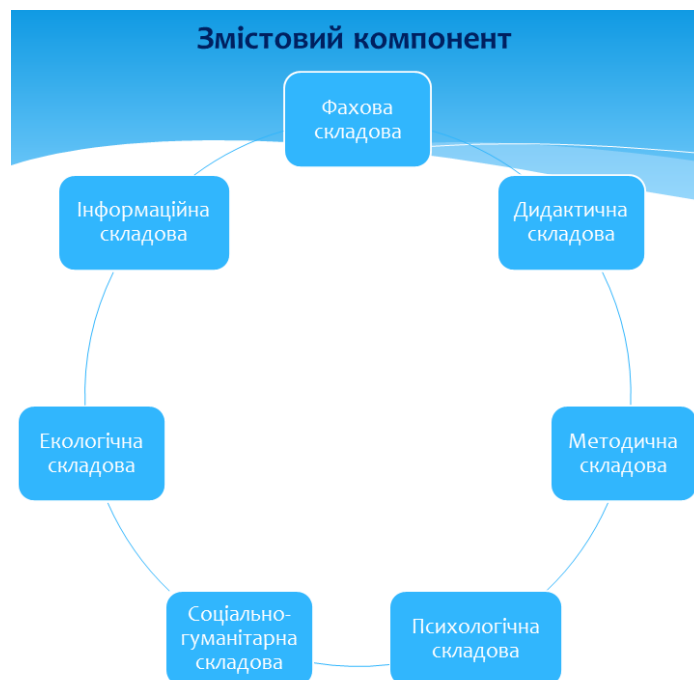 Змістовий компонент
Фахова
складова
Дидактична
складова
Методична
складова
Психологічна
складова
Соціально-
гуманітарна
складова
Екологічна
складова
Інформаційна
складова